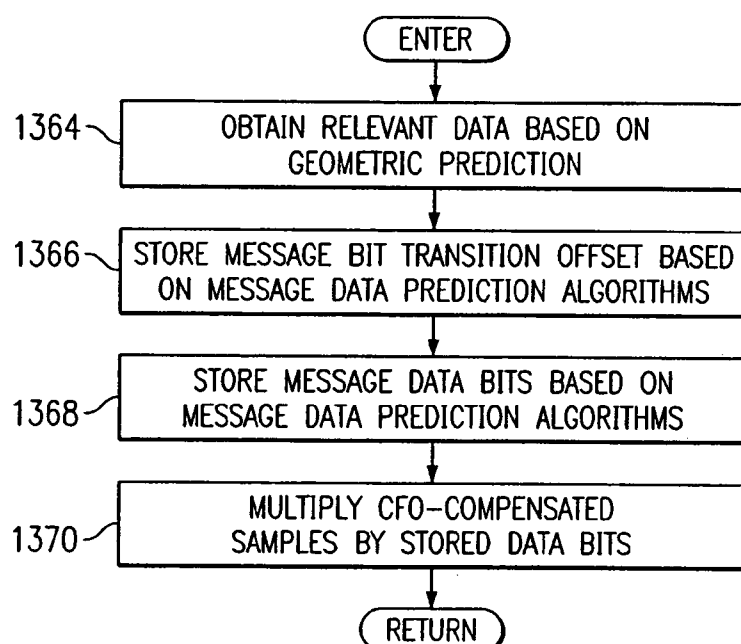 ENTER
1364
OBTAIN RELEVANT DATA BASED ON
GEOMETRIC PREDICTION
1366
STORE MESSAGE BIT TRANSITION OFFSET BASED
ON MESSAGE DATA PREDICTION ALGORITHMS
1368
STORE MESSAGE DATA BITS BASED ON
MESSAGE DATA PREDICTION ALGORITHMS
1370
MULTIPLY CFO-COMPENSATED
SAMPLES BY STORED DATA BITS
RETURN